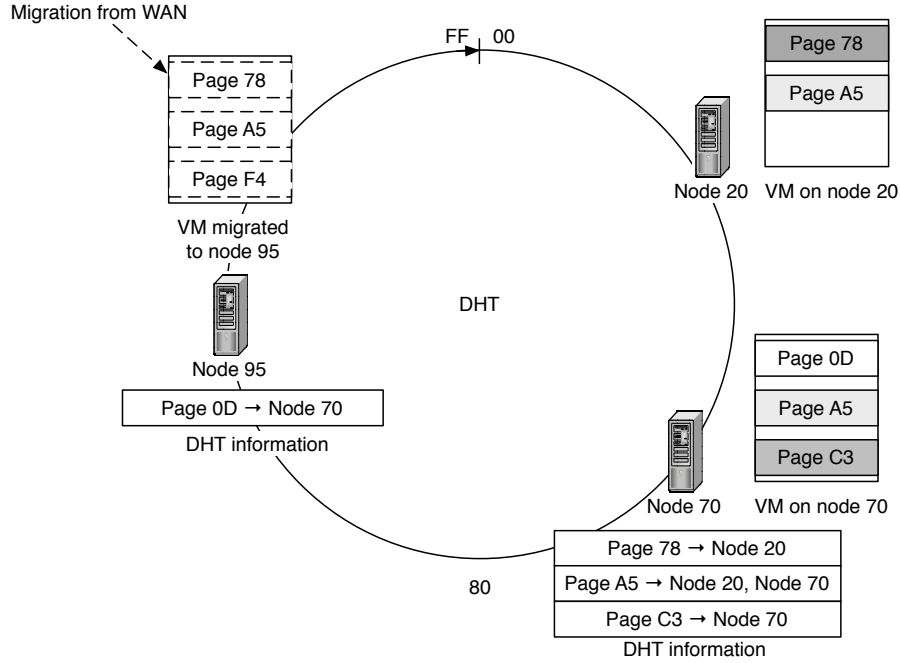 Migration from WAN
FF
00
Page 78
Page A5
Page F4
VM migrated
to node 95
Page 78
Page A5
Node 20
VM on node 20
DHT
Node 95
Page 0D → Node 70
DHT information
Page 0D
Page A5
Page C3
Node 70
VM on node 70
80
Page 78 → Node 20
Page A5 → Node 20, Node 70
Page C3 → Node 70
DHT information